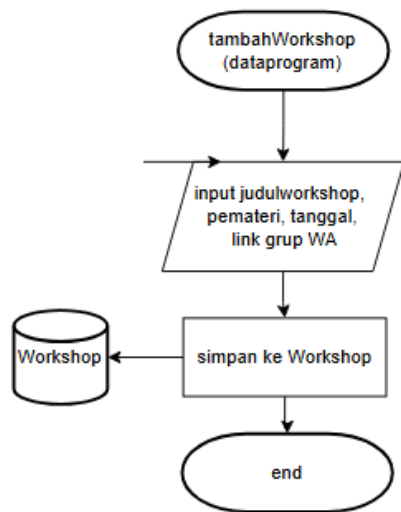 tambahWorkshop
(dataprogram)
input judulworkshop,
pemateri, tanggal,
link grup WA
Workshop
simpan ke Workshop
end